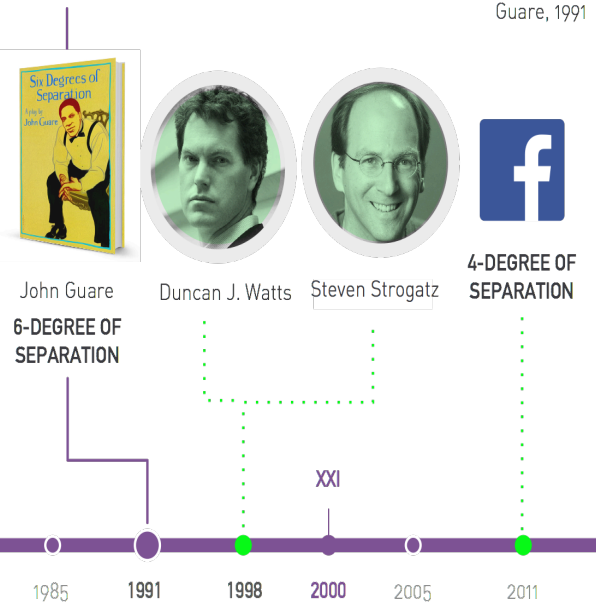 Guare, 1991
Six Degrees of
Separation
A play by
John Guare
f
John Guare
Duncan J. Watts
Steven Strogatz
4-DEGREE OF
SEPARATION
6-DEGREE OF
SEPARATION
XXI
1985
1991
1998
2000
2005
2011